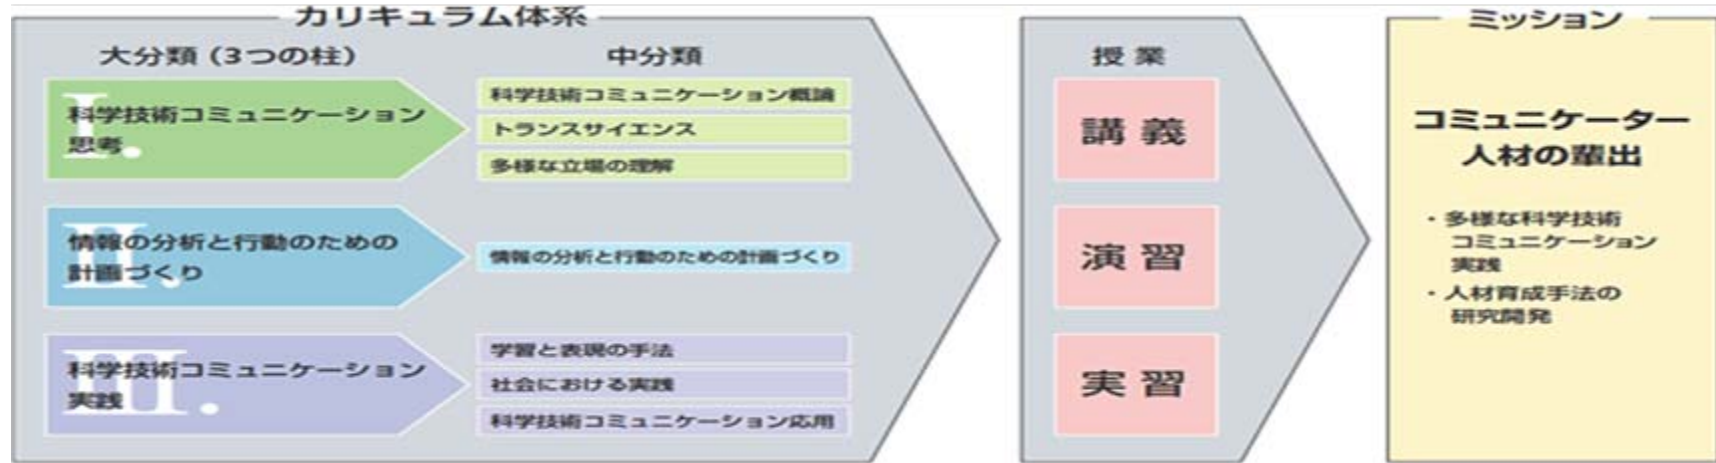 カリキュラム体系
大分類 (3つの柱)
中分類
I.
科学技術コミュニケーション
思考
科学技術コミュニケーション概論
トランスサイエンス
多様な立場の理解
II.
情報の分析と行動のための
計画づくり
情報の分析と行動のための計画づくり
III.
科学技術コミュニケーション
実践
学習と表現の手法
社会における実践
科学技術コミュニケーション応用
授業
講義
演習
実習
ミッション
コミュニケーター
人材の輩出
・多様な科学技術
コミュニケーション
実践
・人材育成手法の
研究開発